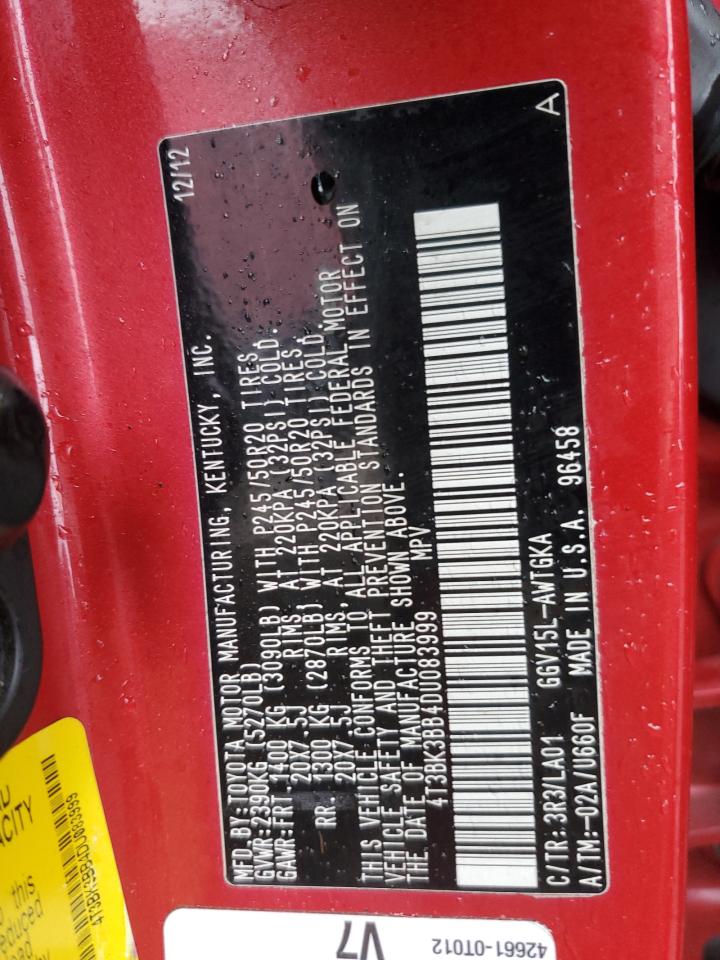 MFD.BY:TOYOTA MOTOR MANUFACTURING, KENTUCKY, INC. 12/12
GVWR:2390KG (5270LB)
GAWR:FRT. 1400 KG (3090LB) WITH P245/50R20 TIRES
20X7.5J RIMS, AT 220KPA (32PSI) COLD.
RR. 1300 KG (2870LB) WITH P245/50R20 TIRES.
20X7.5J RIMS, AT 220KPA (32PSI) COLD.
THIS VEHICLE CONFORMS TO ALL APPLICABLE FEDERAL MOTOR
VEHICLE SAFETY AND THEFT PREVENTION STANDARDS IN EFFECT ON
THE DATE OF MANUFACTURE SHOWN ABOVE.
4T3BK3BB4DU083999 MPV
C/TR:.3R3/LA01 GGV15L-AWTGKA
A/TM:-02A/U660F MADE IN U.S.A. 96458 A
ACITY
4T3BK3BB4DU083999
this
reduced
V7
42661-0T012